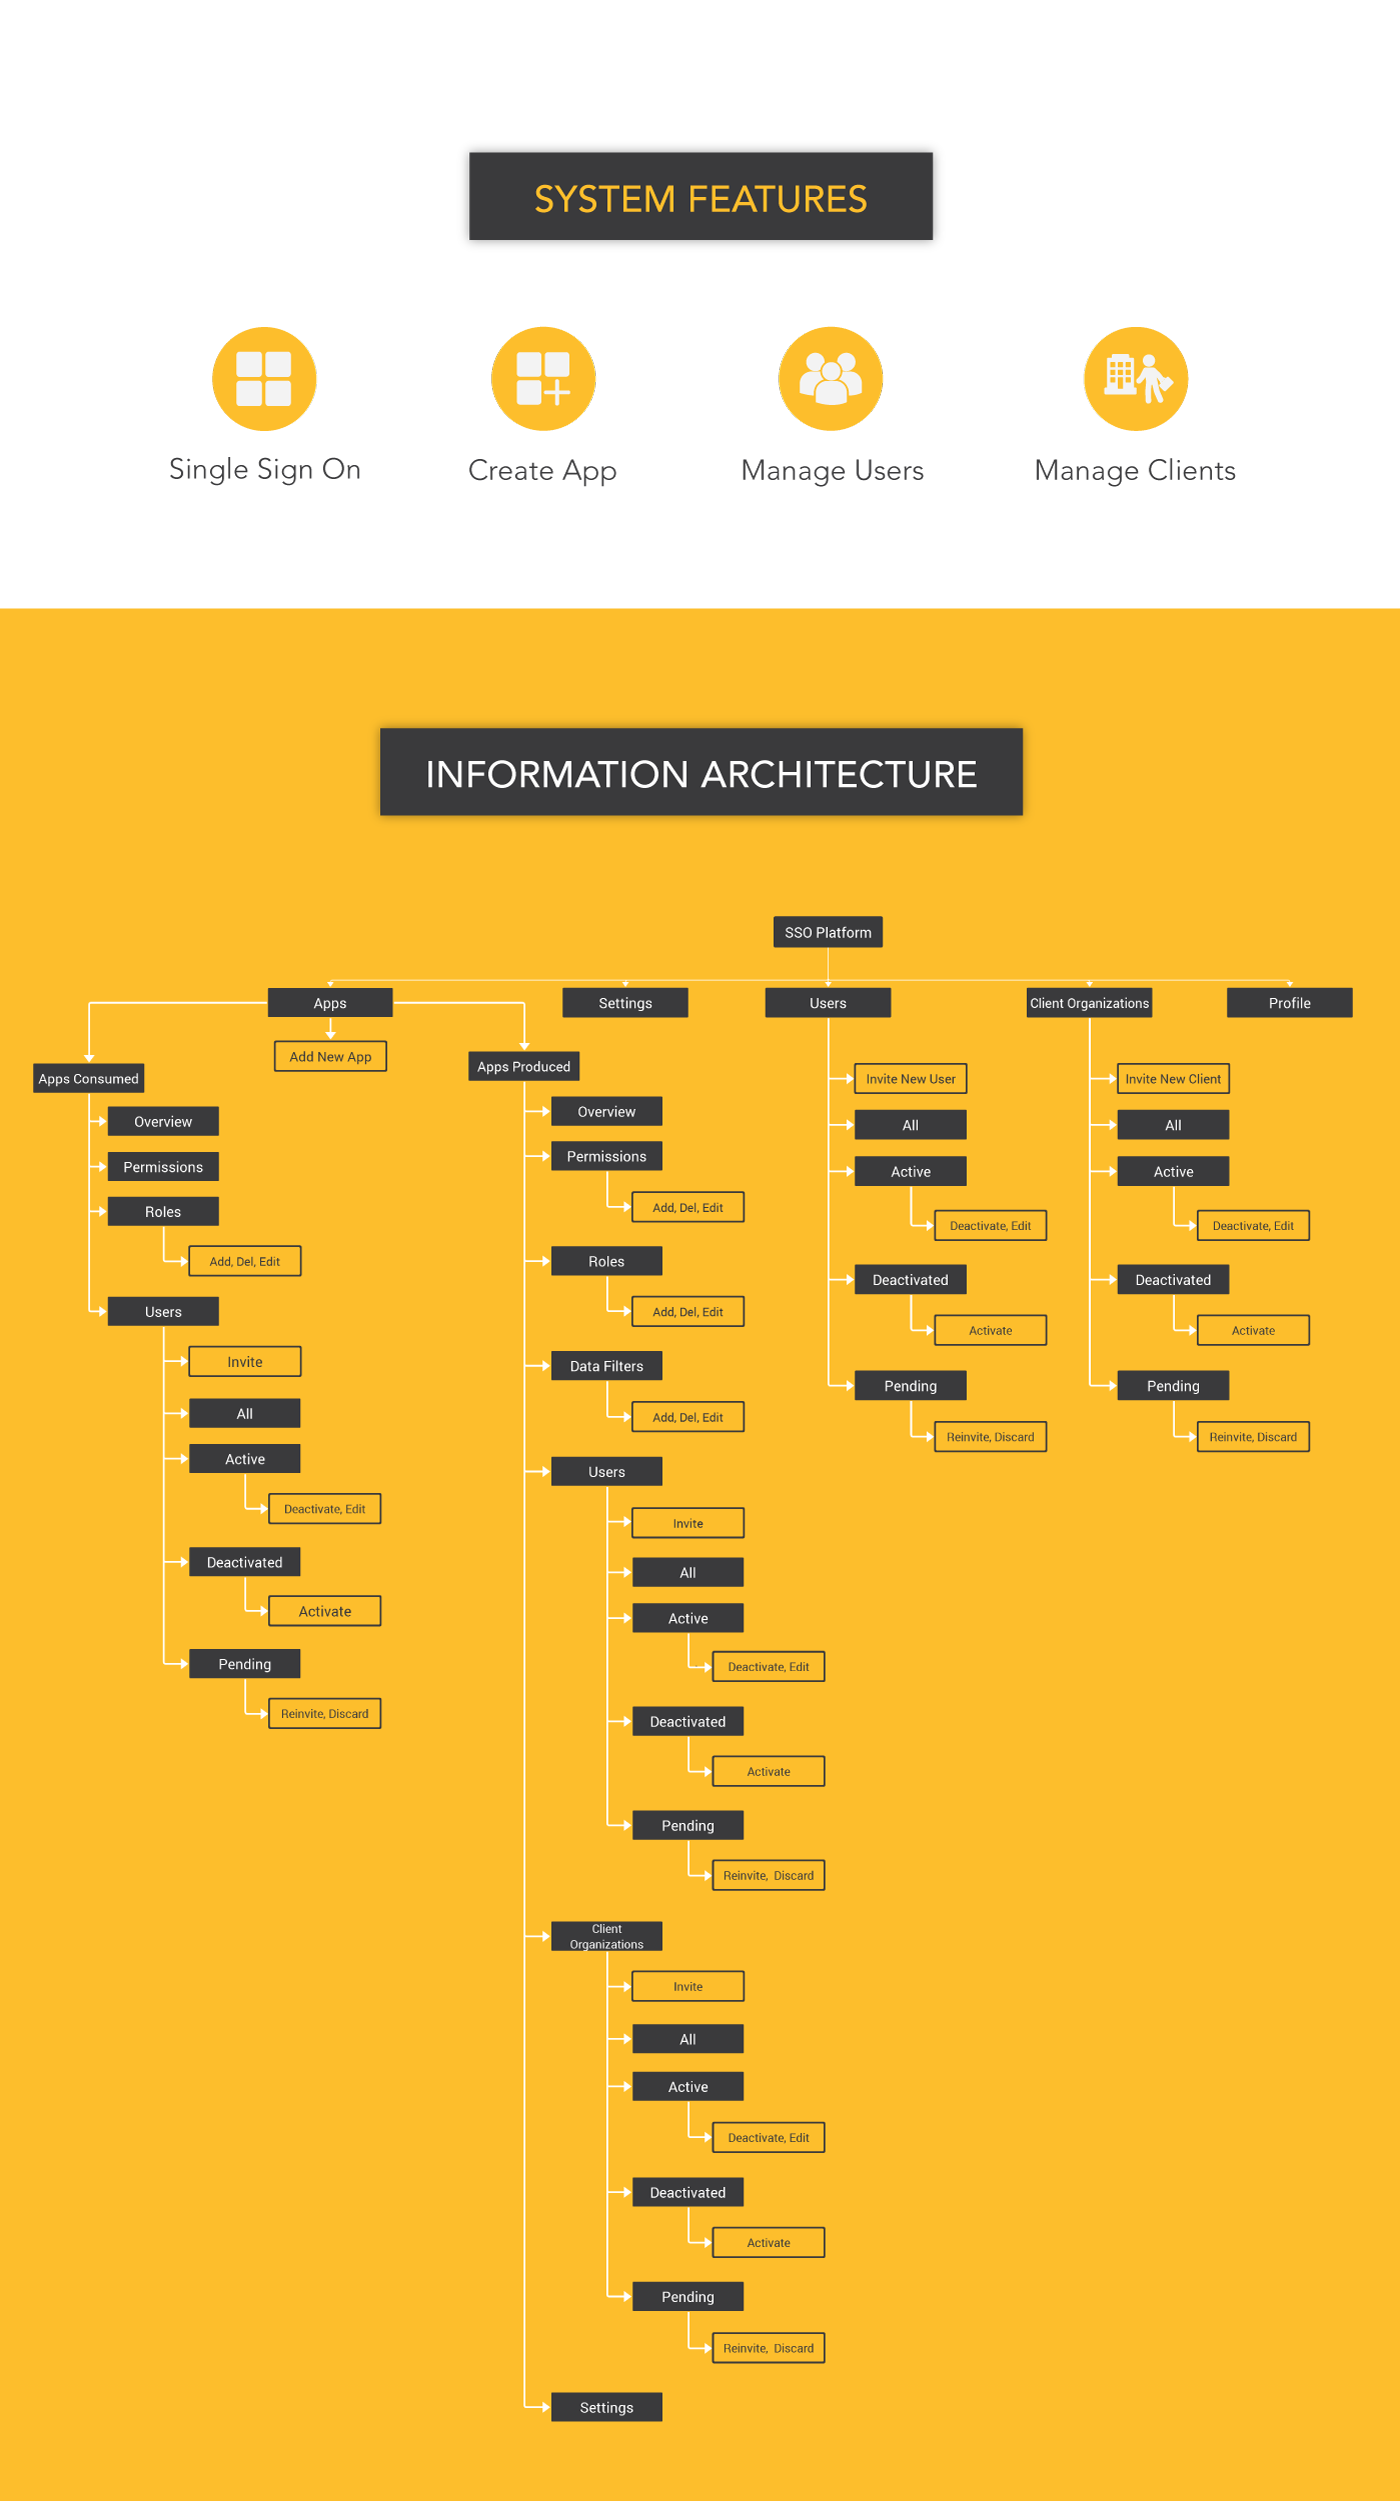 SYSTEM FEATURES
Single Sign On
Create App
Manage Users
Manage Clients
INFORMATION ARCHITECTURE
SSO Platform
Apps
Settings
Users
Client Organizations
Profile
Add New App
Apps Consumed
Overview
Permissions
Roles
Add, Del, Edit
Users
Invite
All
Active
Deactivate, Edit
Deactivated
Activate
Pending
Reinvite, Discard
Apps Produced
Overview
Permissions
Add, Del, Edit
Roles
Add, Del, Edit
Data Filters
Add, Del, Edit
Users
Invite
All
Active
Deactivate, Edit
Deactivated
Activate
Pending
Reinvite, Discard
Client
Organizations
Invite
All
Active
Deactivate, Edit
Deactivated
Activate
Pending
Reinvite, Discard
Settings
Invite New User
All
Active
Deactivate, Edit
Deactivated
Activate
Pending
Reinvite, Discard
Invite New Client
All
Active
Deactivate, Edit
Deactivated
Activate
Pending
Reinvite, Discard